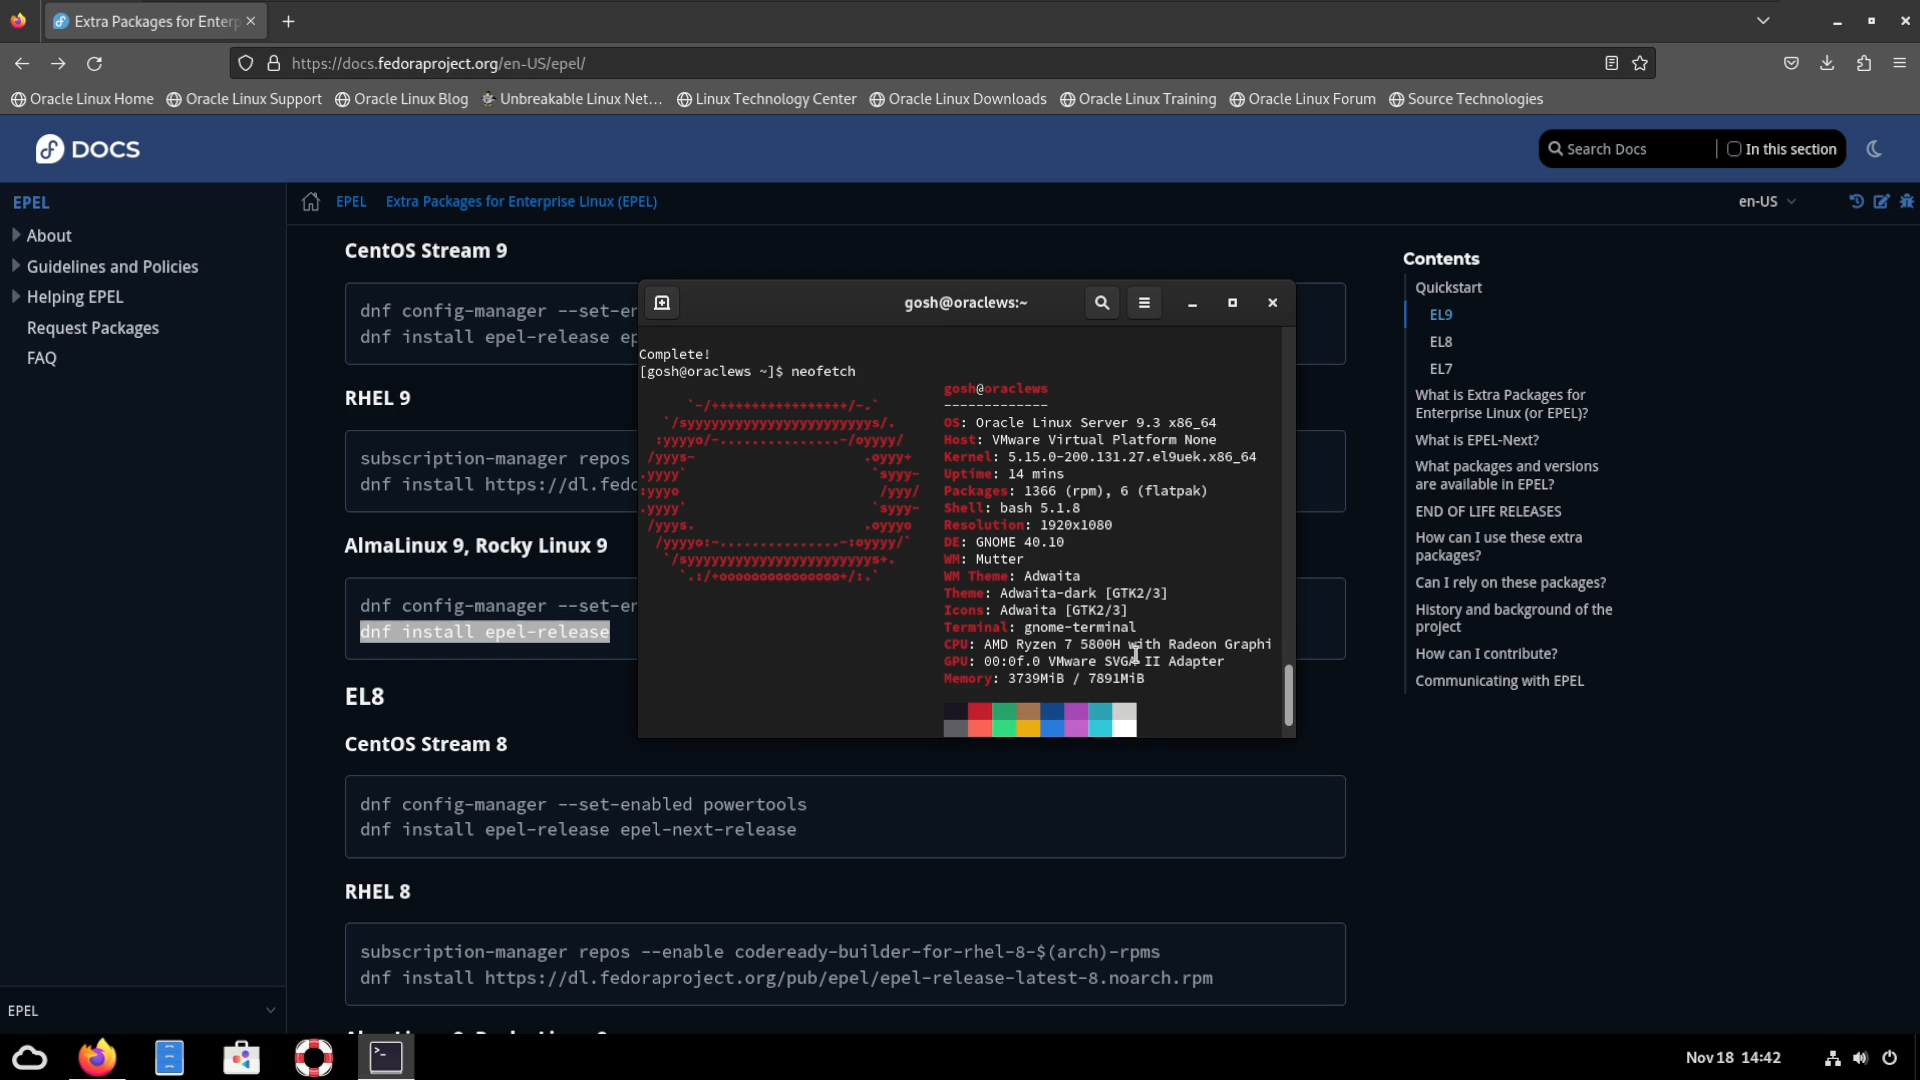 Extra Packages for Enterp
https://docs.fedoraproject.org/en-US/epel/
Oracle Linux Home
Oracle Linux Support
Oracle Linux Blog
Unbreakable Linux Net...
Linux Technology Center
Oracle Linux Downloads
Oracle Linux Training
Oracle Linux Forum
Source Technologies
DOCS
Search Docs
In this section
EPEL
About
Guidelines and Policies
Helping EPEL
Request Packages
FAQ
EPEL
EPEL
Extra Packages for Enterprise Linux (EPEL)
en-US
CentOS Stream 9
dnf config-manager --set-en
dnf install epel-release ep
RHEL 9
subscription-manager repos
dnf install https://dl.fedo
AlmaLinux 9, Rocky Linux 9
dnf config-manager --set-en
dnf install epel-release
EL8
CentOS Stream 8
dnf config-manager --set-enabled powertools
dnf install epel-release epel-next-release
RHEL 8
subscription-manager repos --enable codeready-builder-for-rhel-8-$(arch)-rpms
dnf install https://dl.fedoraproject.org/pub/epel/epel-release-latest-8.noarch.rpm
gosh@oraclews:~
Complete!
[gosh@oraclews ~]$ neofetch
gosh@oraclews
-------------
OS: Oracle Linux Server 9.3 x86_64
Host: VMware Virtual Platform None
Kernel: 5.15.0-200.131.27.el9uek.x86_64
Uptime: 14 mins
Packages: 1366 (rpm), 6 (flatpak)
Shell: bash 5.1.8
Resolution: 1920x1080
DE: GNOME 40.10
WM: Mutter
WM Theme: Adwaita
Theme: Adwaita-dark [GTK2/3]
Icons: Adwaita [GTK2/3]
Terminal: gnome-terminal
CPU: AMD Ryzen 7 5800H with Radeon Graphi
GPU: 00:0f.0 VMware SVGA II Adapter
Memory: 3739MiB / 7891MiB
Contents
Quickstart
EL9
EL8
EL7
What is Extra Packages for
Enterprise Linux (or EPEL)?
What is EPEL-Next?
What packages and versions
are available in EPEL?
END OF LIFE RELEASES
How can I use these extra
packages?
Can I rely on these packages?
History and background of the
project
How can I contribute?
Communicating with EPEL
Nov 18 14:42